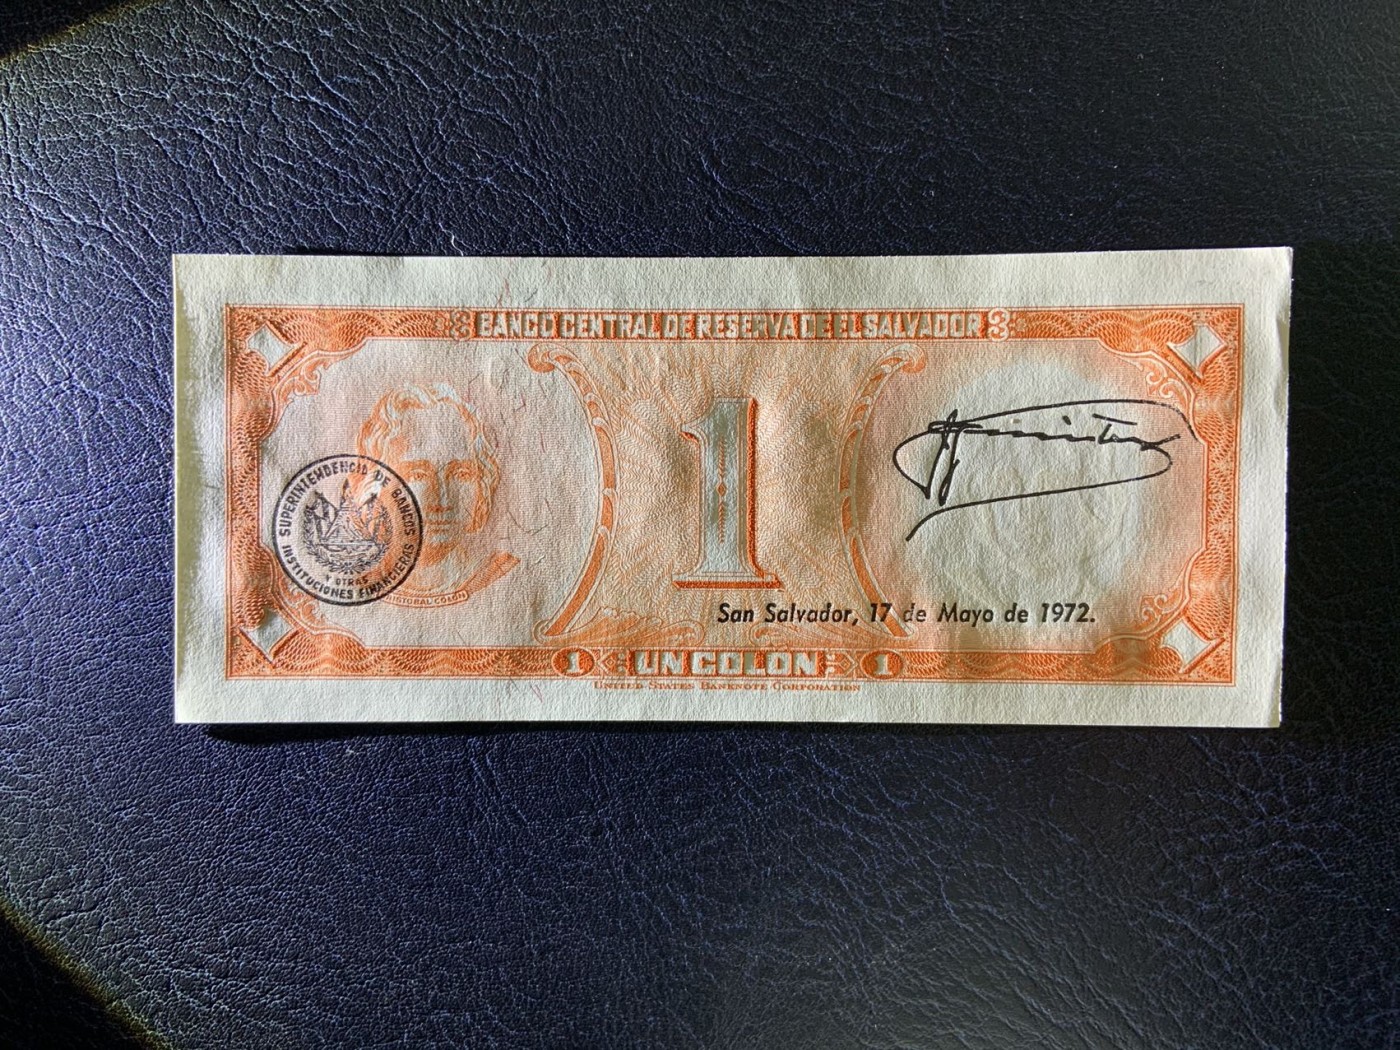 BANCO CENTRAL DE RESERVA DE EL SALVADOR
1
SUPERINTENDENCIA DE BANCOS
Y OTRAS
INSTITUCIONES FINANCIERAS
CRISTOBAL COLON
San Salvador, 17 de Mayo de 1972.
1 UN COLON 1
UNITED STATES BANKNOTE CORPORATION